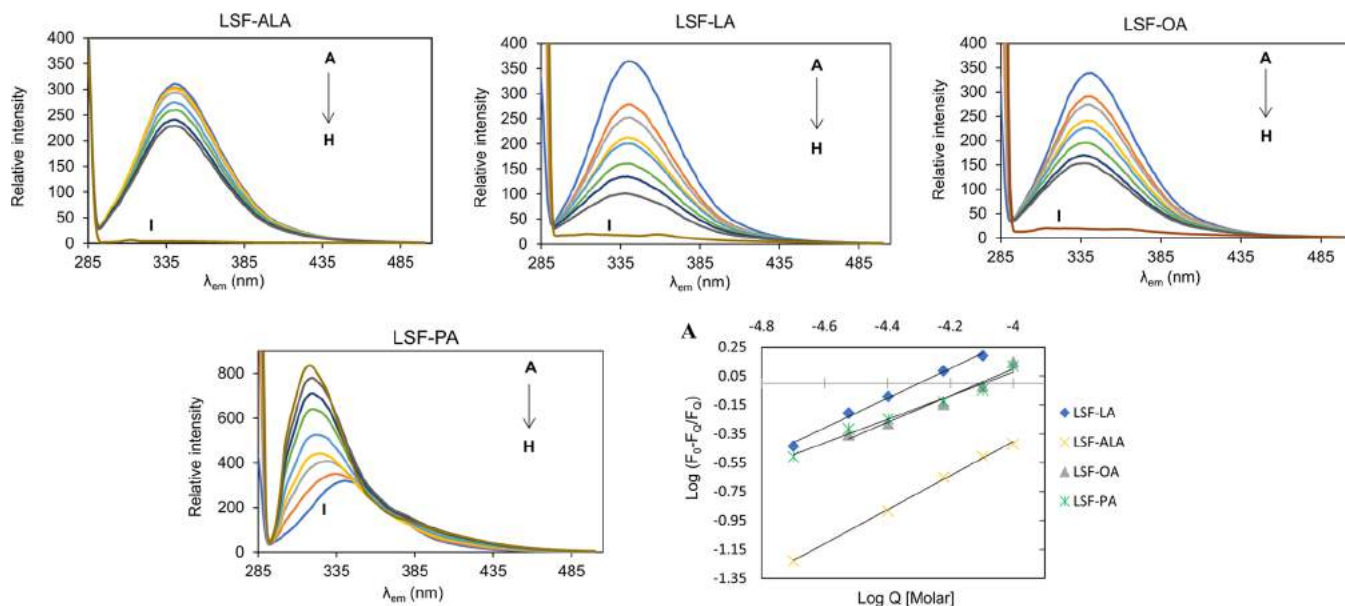 LSF-ALA
400
350
300
250
200
150
100
50
0
Relative intensity
A
H
I
285 335 385 435 485
λem (nm)
LSF-LA
400
350
300
250
200
150
100
50
0
Relative intensity
A
H
I
285 335 385 435 485
λem (nm)
LSF-OA
400
350
300
250
200
150
100
50
0
Relative intensity
A
H
I
285 335 385 435 485
λem (nm)
LSF-PA
800
600
400
200
0
Relative intensity
A
H
I
285 335 385 435 485
λem (nm)
A
-4.8 -4.6 -4.4 -4.2 -4
0.25
0.05
-0.15
-0.35
-0.55
-0.75
-0.95
-1.15
-1.35
Log (F0-FQ/FQ)
Log Q [Molar]
LSF-LA
LSF-ALA
LSF-OA
LSF-PA